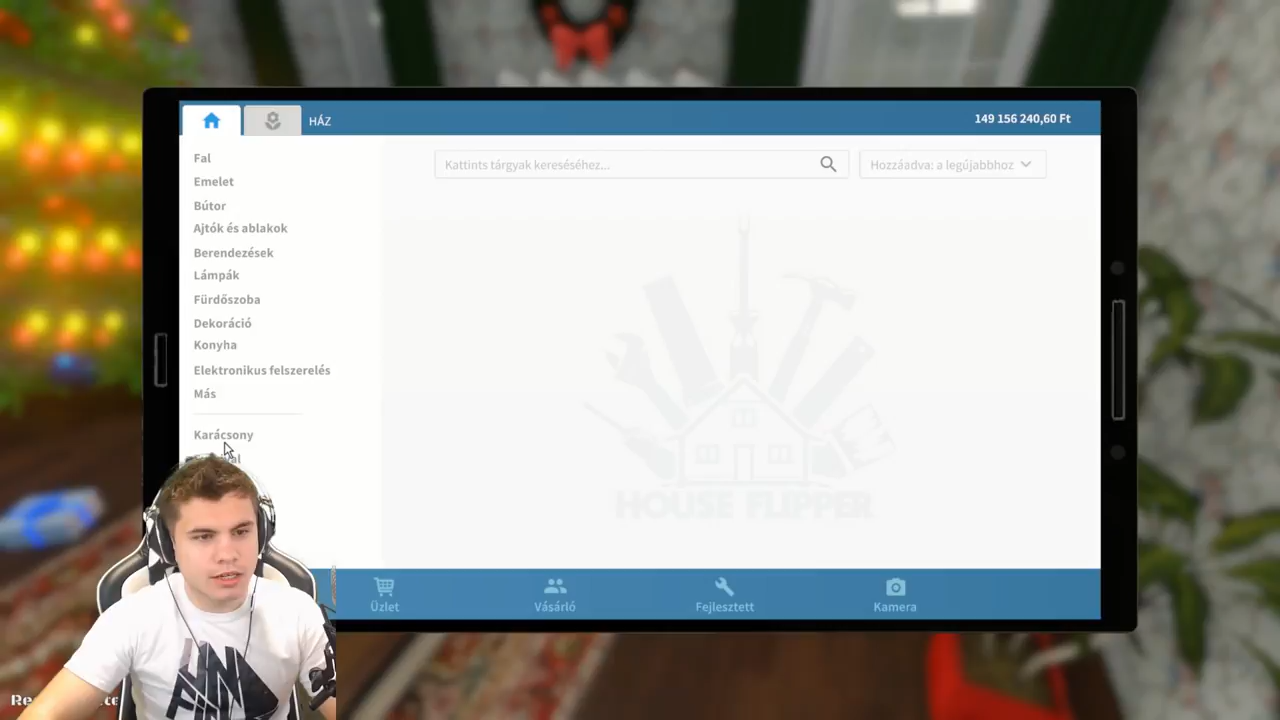 HÁZ
149 156 240,60 Ft
Kattints tárgyak kereséséhez...
Hozzáadva: a legújabbhoz
Fal
Emelet
Bútor
Ajtók és ablakok
Berendezések
Lámpák
Fürdőszoba
Dekoráció
Konyha
Elektronikus felszerelés
Más
Karácsony
HOUSE FLIPPER
Üzlet
Vásárló
Fejlesztett
Kamera